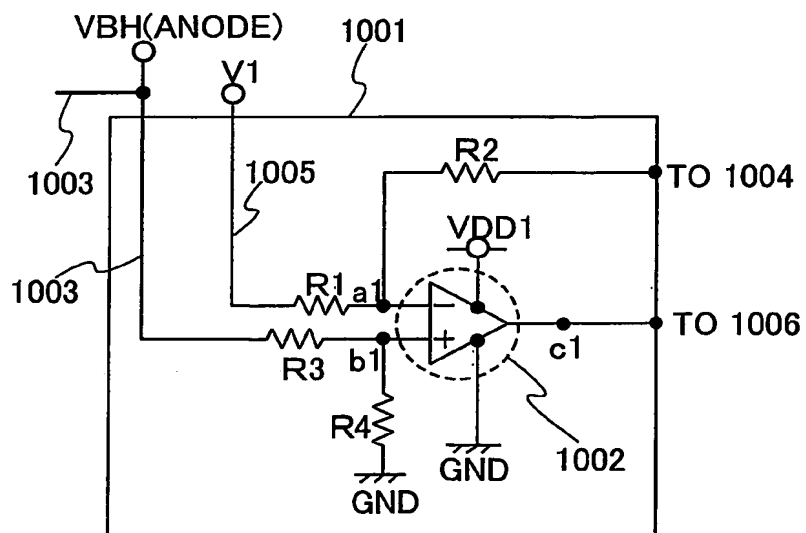 VBH(ANODE)
1001
V1
R2
1003
1005
TO 1004
VDD1
1003
R1
a1
−
TO 1006
R3
b1
+
c1
R4
GND
1002
GND